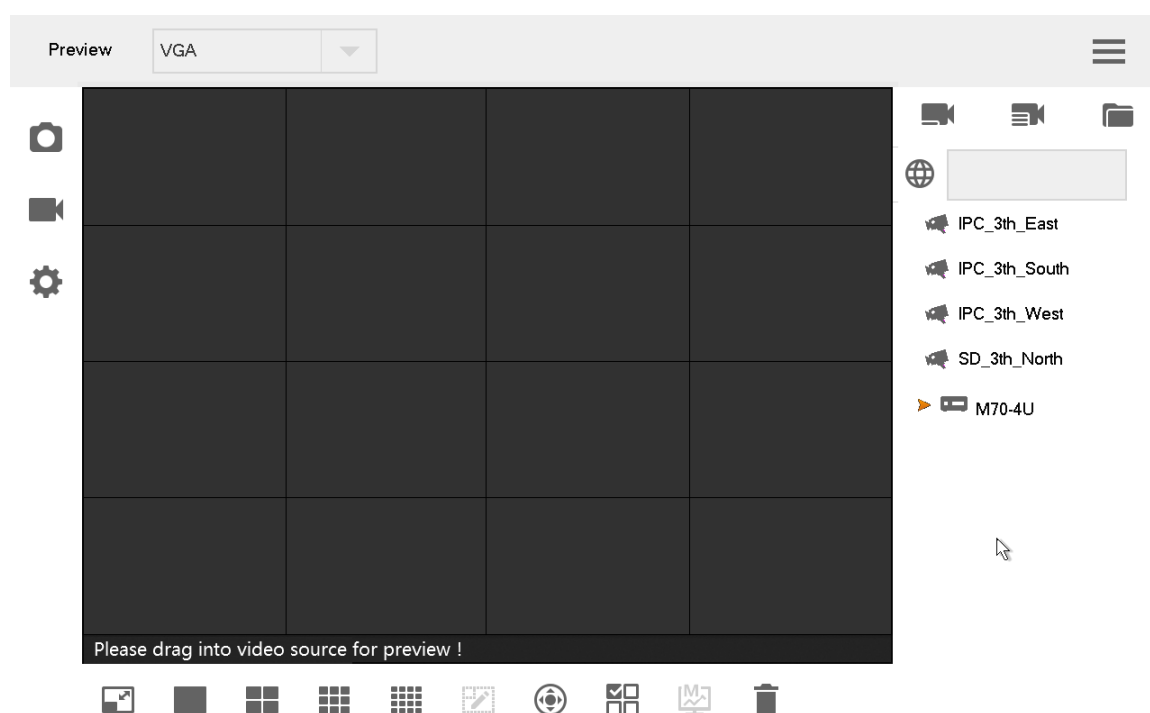 Preview
VGA
IPC_3th_East
IPC_3th_South
IPC_3th_West
SD_3th_North
M70-4U
Please drag into video source for preview !
M